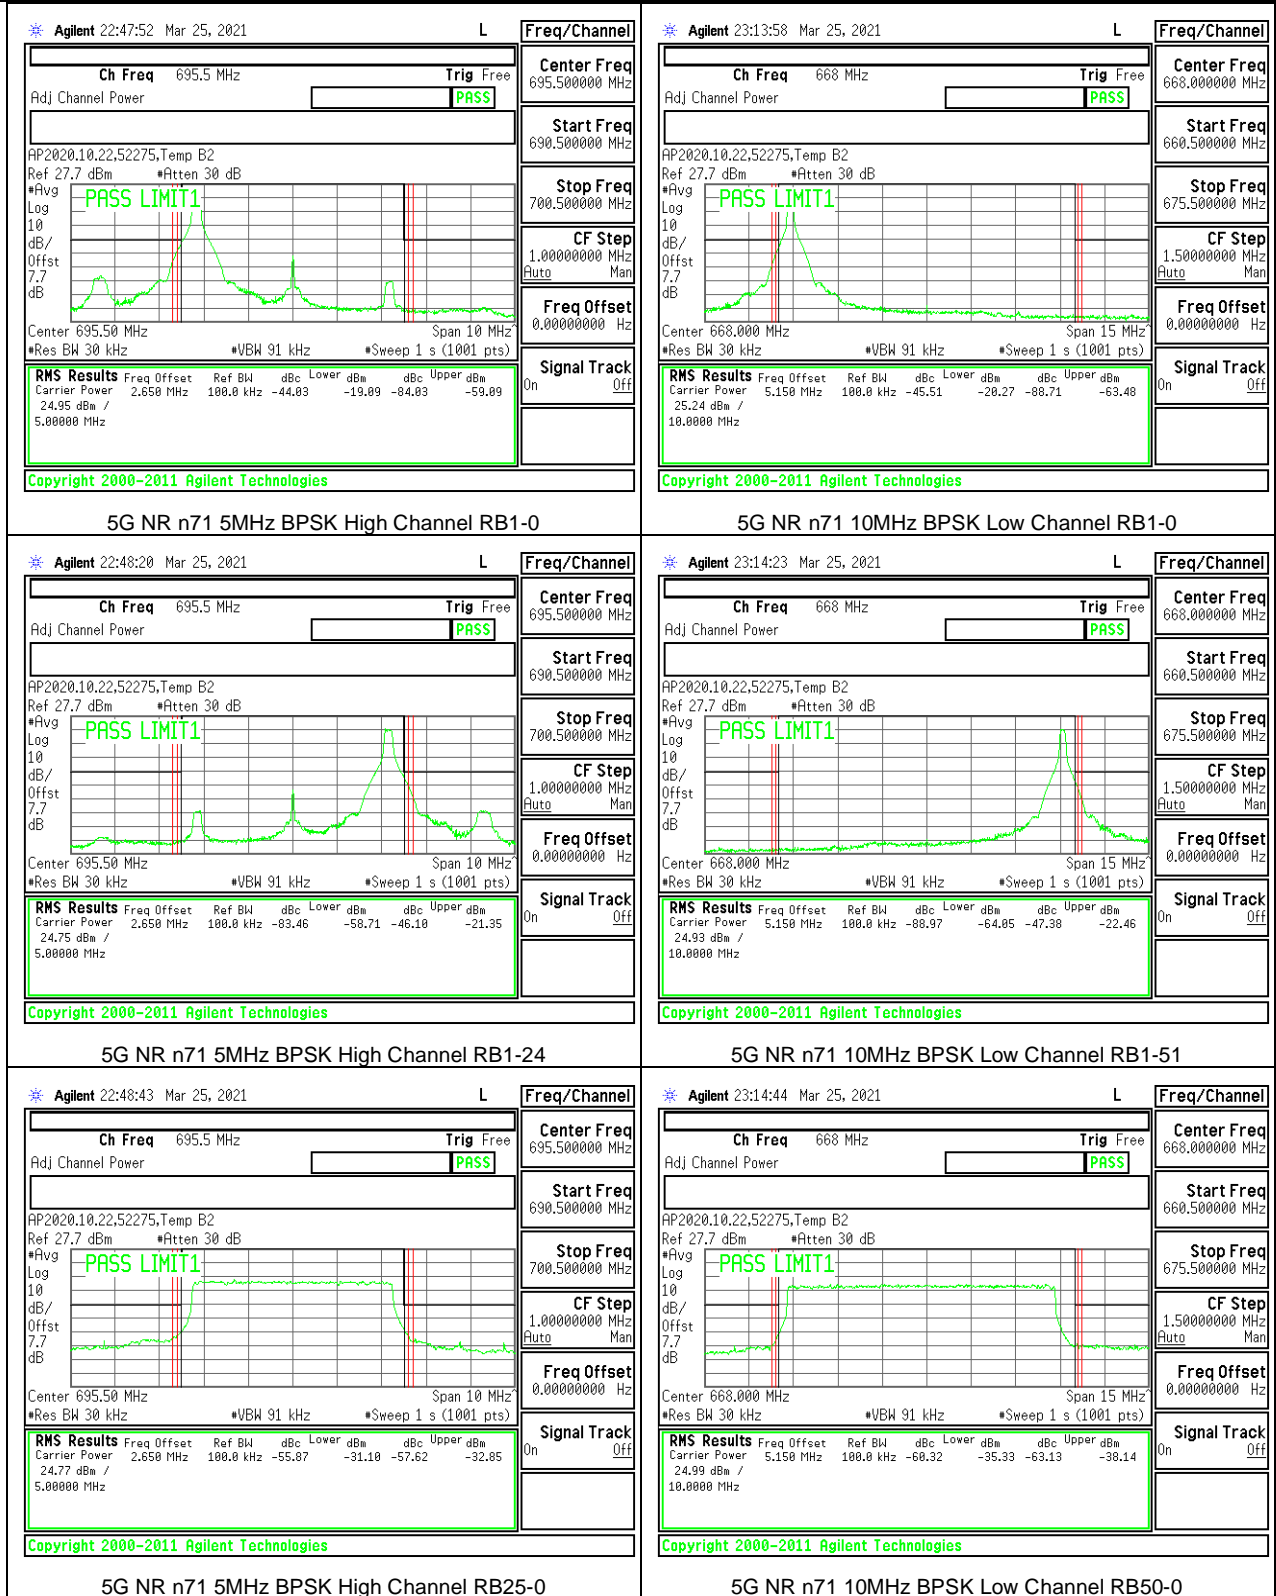 Agilent 22:47:52 Mar 25, 2021 L Freq/Channel
Ch Freq 695.5 MHz Trig Free
Adj Channel Power PASS
AP2020.10.22,52275,Temp B2
Ref 27.7 dBm #Atten 30 dB
#Avg
Log
10
dB/
Offst
7.7
dB
PASS LIMIT1
Center 695.50 MHz Span 10 MHz^
#Res BW 30 kHz #VBW 91 kHz #Sweep 1 s (1001 pts)
RMS Results Freq Offset Ref BW dBc Lower dBm dBc Upper dBm
Carrier Power 2.650 MHz 100.0 kHz -44.03 -19.09 -84.03 -59.09
24.95 dBm /
5.00000 MHz
Center Freq
695.500000 MHz
Start Freq
690.500000 MHz
Stop Freq
700.500000 MHz
CF Step
1.00000000 MHz
Auto Man
Freq Offset
0.00000000 Hz
Signal Track
On Off
Copyright 2000-2011 Agilent Technologies
5G NR n71 5MHz BPSK High Channel RB1-0
Agilent 23:13:58 Mar 25, 2021 L Freq/Channel
Ch Freq 668 MHz Trig Free
Adj Channel Power PASS
AP2020.10.22,52275,Temp B2
Ref 27.7 dBm #Atten 30 dB
#Avg
Log
10
dB/
Offst
7.7
dB
PASS LIMIT1
Center 668.000 MHz Span 15 MHz^
#Res BW 30 kHz #VBW 91 kHz #Sweep 1 s (1001 pts)
RMS Results Freq Offset Ref BW dBc Lower dBm dBc Upper dBm
Carrier Power 5.150 MHz 100.0 kHz -45.51 -20.27 -88.71 -63.48
25.24 dBm /
10.0000 MHz
Center Freq
668.000000 MHz
Start Freq
660.500000 MHz
Stop Freq
675.500000 MHz
CF Step
1.50000000 MHz
Auto Man
Freq Offset
0.00000000 Hz
Signal Track
On Off
Copyright 2000-2011 Agilent Technologies
5G NR n71 10MHz BPSK Low Channel RB1-0
Agilent 22:48:20 Mar 25, 2021 L Freq/Channel
Ch Freq 695.5 MHz Trig Free
Adj Channel Power PASS
AP2020.10.22,52275,Temp B2
Ref 27.7 dBm #Atten 30 dB
#Avg
Log
10
dB/
Offst
7.7
dB
PASS LIMIT1
Center 695.50 MHz Span 10 MHz^
#Res BW 30 kHz #VBW 91 kHz #Sweep 1 s (1001 pts)
RMS Results Freq Offset Ref BW dBc Lower dBm dBc Upper dBm
Carrier Power 2.650 MHz 100.0 kHz -83.46 -58.71 -46.10 -21.35
24.75 dBm /
5.00000 MHz
Center Freq
695.500000 MHz
Start Freq
690.500000 MHz
Stop Freq
700.500000 MHz
CF Step
1.00000000 MHz
Auto Man
Freq Offset
0.00000000 Hz
Signal Track
On Off
Copyright 2000-2011 Agilent Technologies
5G NR n71 5MHz BPSK High Channel RB1-24
Agilent 23:14:23 Mar 25, 2021 L Freq/Channel
Ch Freq 668 MHz Trig Free
Adj Channel Power PASS
AP2020.10.22,52275,Temp B2
Ref 27.7 dBm #Atten 30 dB
#Avg
Log
10
dB/
Offst
7.7
dB
PASS LIMIT1
Center 668.000 MHz Span 15 MHz^
#Res BW 30 kHz #VBW 91 kHz #Sweep 1 s (1001 pts)
RMS Results Freq Offset Ref BW dBc Lower dBm dBc Upper dBm
Carrier Power 5.150 MHz 100.0 kHz -88.97 -64.05 -47.38 -22.46
24.93 dBm /
10.0000 MHz
Center Freq
668.000000 MHz
Start Freq
660.500000 MHz
Stop Freq
675.500000 MHz
CF Step
1.50000000 MHz
Auto Man
Freq Offset
0.00000000 Hz
Signal Track
On Off
Copyright 2000-2011 Agilent Technologies
5G NR n71 10MHz BPSK Low Channel RB1-51
Agilent 22:48:43 Mar 25, 2021 L Freq/Channel
Ch Freq 695.5 MHz Trig Free
Adj Channel Power PASS
AP2020.10.22,52275,Temp B2
Ref 27.7 dBm #Atten 30 dB
#Avg
Log
10
dB/
Offst
7.7
dB
PASS LIMIT1
Center 695.50 MHz Span 10 MHz^
#Res BW 30 kHz #VBW 91 kHz #Sweep 1 s (1001 pts)
RMS Results Freq Offset Ref BW dBc Lower dBm dBc Upper dBm
Carrier Power 2.650 MHz 100.0 kHz -55.87 -31.10 -57.62 -32.85
24.77 dBm /
5.00000 MHz
Center Freq
695.500000 MHz
Start Freq
690.500000 MHz
Stop Freq
700.500000 MHz
CF Step
1.00000000 MHz
Auto Man
Freq Offset
0.00000000 Hz
Signal Track
On Off
Copyright 2000-2011 Agilent Technologies
5G NR n71 5MHz BPSK High Channel RB25-0
Agilent 23:14:44 Mar 25, 2021 L Freq/Channel
Ch Freq 668 MHz Trig Free
Adj Channel Power PASS
AP2020.10.22,52275,Temp B2
Ref 27.7 dBm #Atten 30 dB
#Avg
Log
10
dB/
Offst
7.7
dB
PASS LIMIT1
Center 668.000 MHz Span 15 MHz^
#Res BW 30 kHz #VBW 91 kHz #Sweep 1 s (1001 pts)
RMS Results Freq Offset Ref BW dBc Lower dBm dBc Upper dBm
Carrier Power 5.150 MHz 100.0 kHz -60.32 -35.33 -63.13 -38.14
24.99 dBm /
10.0000 MHz
Center Freq
668.000000 MHz
Start Freq
660.500000 MHz
Stop Freq
675.500000 MHz
CF Step
1.50000000 MHz
Auto Man
Freq Offset
0.00000000 Hz
Signal Track
On Off
Copyright 2000-2011 Agilent Technologies
5G NR n71 10MHz BPSK Low Channel RB50-0